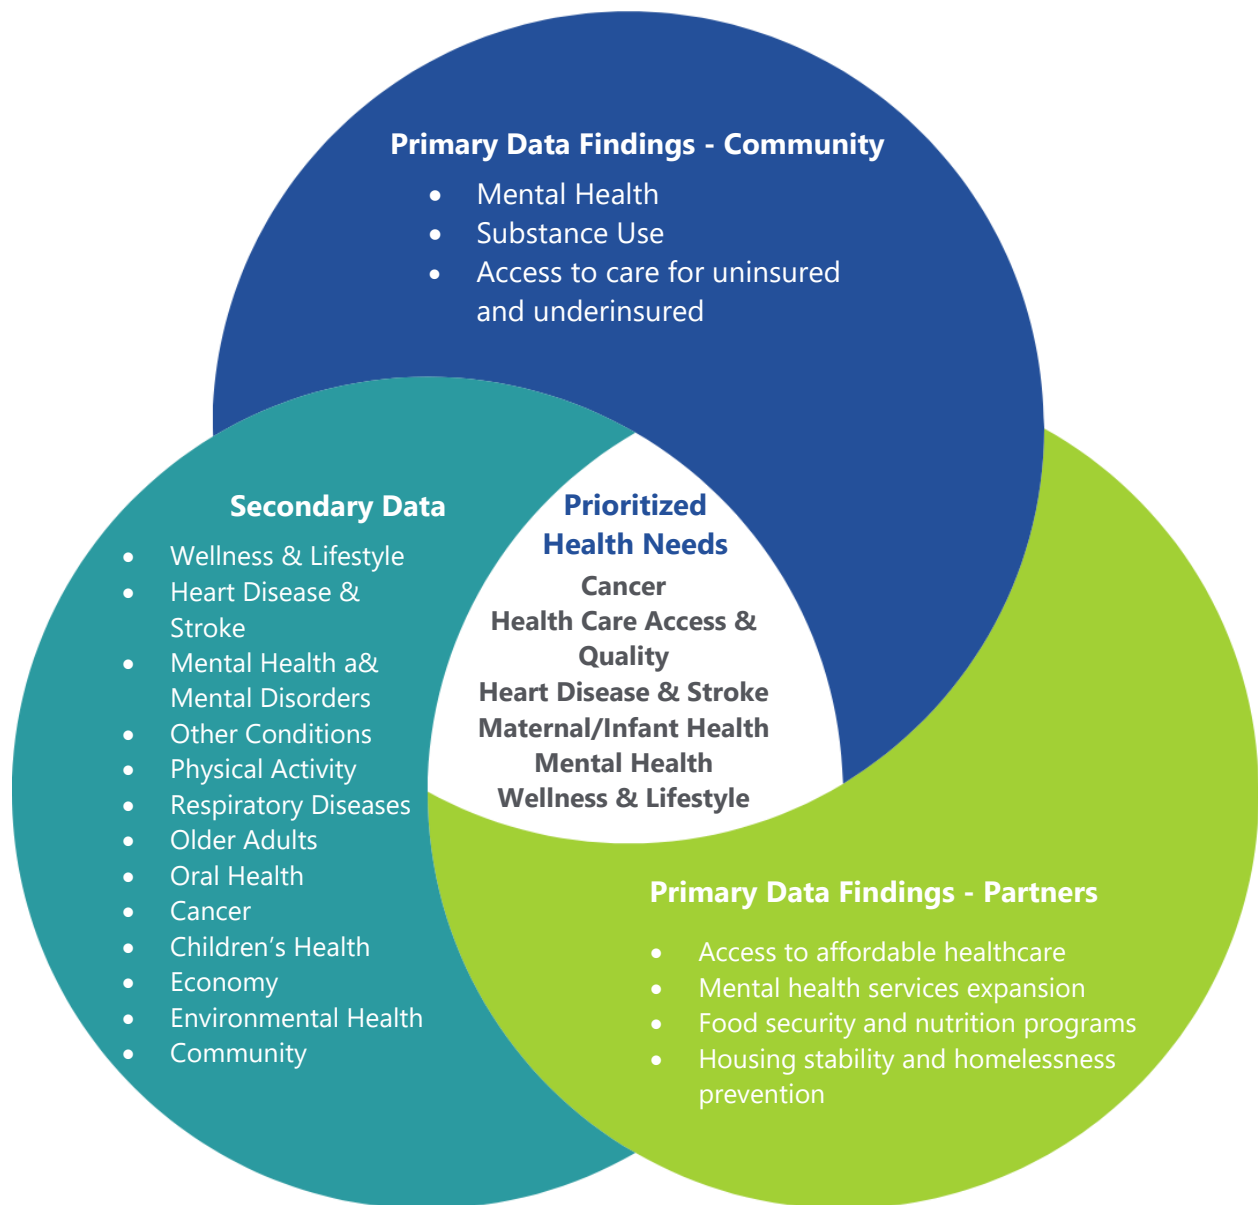 Primary Data Findings - Community
• Mental Health
• Substance Use
• Access to care for uninsured
and underinsured
Secondary Data
• Wellness & Lifestyle
• Heart Disease &
Stroke
• Mental Health a&
Mental Disorders
• Other Conditions
• Physical Activity
• Respiratory Diseases
• Older Adults
• Oral Health
• Cancer
• Children’s Health
• Economy
• Environmental Health
• Community
Prioritized
Health Needs
Cancer
Health Care Access &
Quality
Heart Disease & Stroke
Maternal/Infant Health
Mental Health
Wellness & Lifestyle
Primary Data Findings - Partners
• Access to affordable healthcare
• Mental health services expansion
• Food security and nutrition programs
• Housing stability and homelessness
prevention